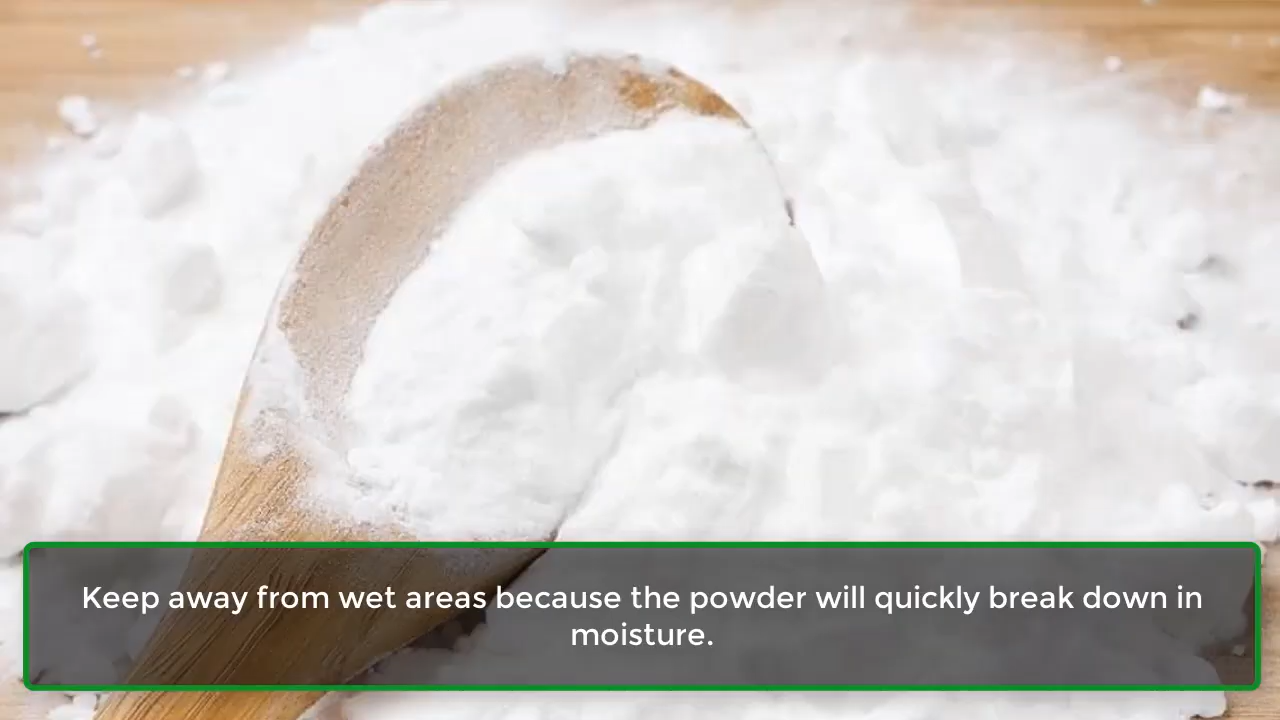 Keep away from wet areas because the powder will quickly break down in
moisture.